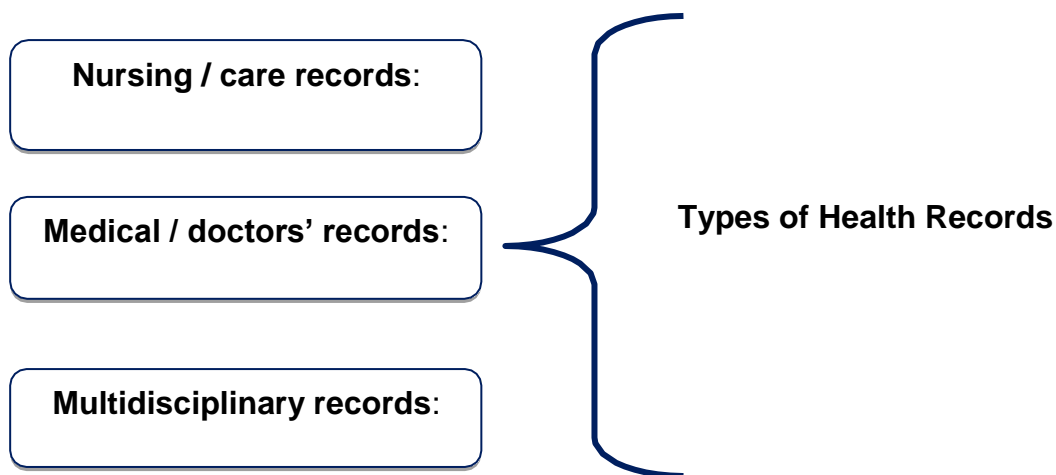 Nursing / care records:
Medical / doctors’ records:
Types of Health Records
Multidisciplinary records: